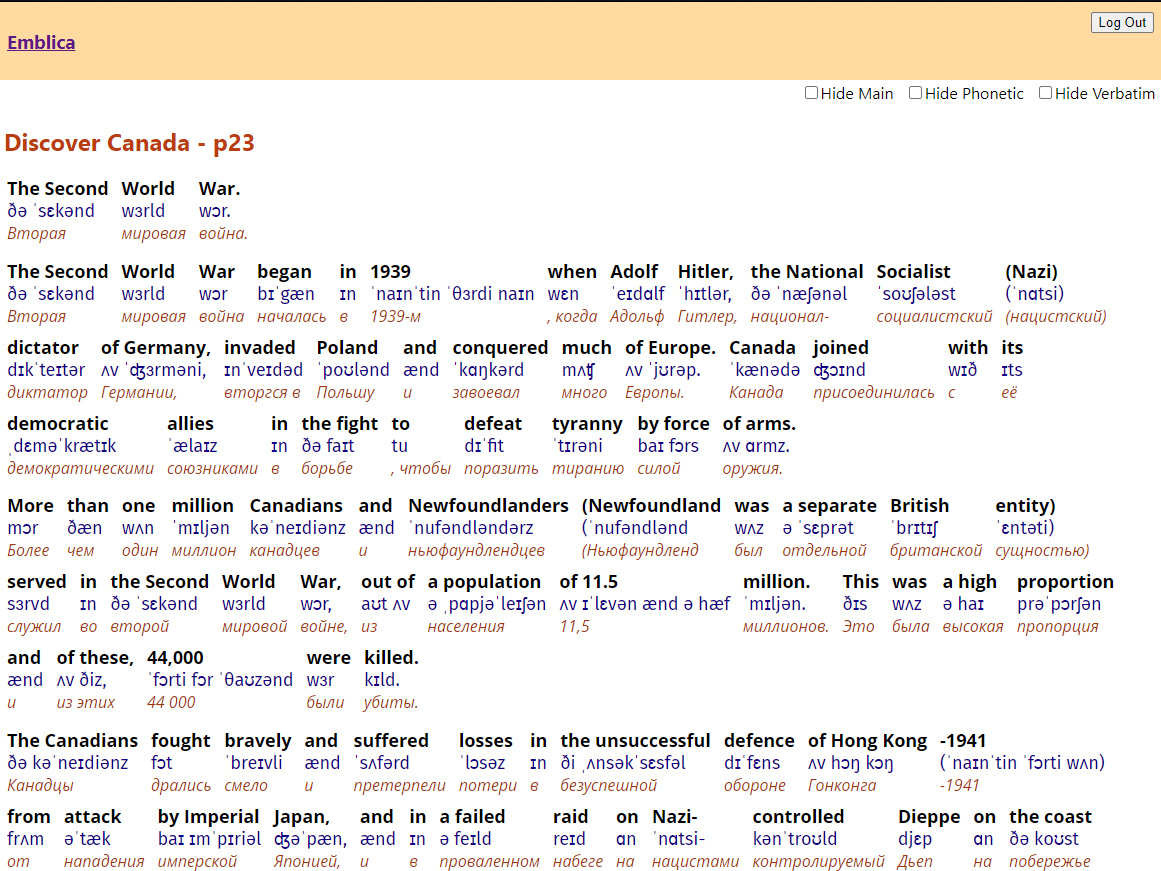 Log Out
Emblica
Hide Main Hide Phonetic Hide Verbatim
Discover Canada - p23
The Second World War.
ðə ˈsɛkənd wɜrld wɔr.
Вторая мировая война.
The Second World War began in 1939 when Adolf Hitler, the National Socialist (Nazi)
ðə ˈsɛkənd wɜrld wɔr bɪˈgæn ɪn ˈnaɪnˈtin ˈθɜrdi naɪn wɛn ˈeɪdɑlf ˈhɪtlər, ðə ˈnæʃənəl ˈsoʊʃələst (ˈnɑtsi)
Вторая мировая война началась в 1939-м , когда Адольф Гитлер, национал- социалистский (нацистский)
dictator of Germany, invaded Poland and conquered much of Europe. Canada joined with its
dɪkˈteɪtər ʌv ˈʤɜrməni, ɪnˈveɪdəd ˈpoʊlənd ænd ˈkɑŋkərd mʌʧ ʌv ˈjʊrəp. ˈkænədə ʤɔɪnd wɪð ɪts
диктатор Германии, вторгся в Польшу и завоевал много Европы. Канада присоединилась с её
democratic allies in the fight to defeat tyranny by force of arms.
ˌdɛməˈkrætɪk ˈælaɪz ɪn ðə faɪt tu dɪˈfit ˈtɪrəni baɪ fɔrs ʌv ɑrmz.
демократическими союзниками в борьбе , чтобы поразить тиранию силой оружия.
More than one million Canadians and Newfoundlanders (Newfoundland was a separate British entity)
mɔr ðæn wʌn ˈmɪljən kəˈneɪdiənz ænd ˈnufəndləndərz (ˈnufəndlənd wʌz ə ˈsɛprət ˈbrɪtɪʃ ˈɛntəti)
Более чем один миллион канадцев и ньюфаундлендцев (Ньюфаундленд был отдельной британской сущностью)
served in the Second World War, out of a population of 11.5 million. This was a high proportion
sɜrvd ɪn ðə ˈsɛkənd wɜrld wɔr, aʊt ʌv ə ˌpɑpjəˈleɪʃən ʌv ɪˈlɛvən ænd ə hæf ˈmɪljən. ðɪs wʌz ə haɪ prəˈpɔrʃən
служил во второй мировой войне, из населения 11,5 миллионов. Это была высокая пропорция
and of these, 44,000 were killed.
ænd ʌv ðiz, ˈfɔrti fɔr ˈθaʊzənd wɜr kɪld.
и из этих 44 000 были убиты.
The Canadians fought bravely and suffered losses in the unsuccessful defence of Hong Kong -1941
ðə kəˈneɪdiənz fɔt ˈbreɪvli ænd ˈsʌfərd ˈlɔsəz ɪn ði ˌʌnsəkˈsɛsfəl dɪˈfɛns ʌv hɔŋ kɔŋ (ˈnaɪnˈtin ˈfɔrti wʌn)
Канадцы дрались смело и претерпели потери в безуспешной обороне Гонконга -1941
from attack by Imperial Japan, and in a failed raid on Nazi- controlled Dieppe on the coast
frʌm əˈtæk baɪ ɪmˈpɪriəl ʤəˈpæn, ænd ɪn ə feɪld reɪd ɑn ˈnɑtsi- kənˈtroʊld djɛp ɑn ðə koʊst
от нападения имперской Японией, и в проваленном набеге на нацистами контролируемый Дьеп на побережье